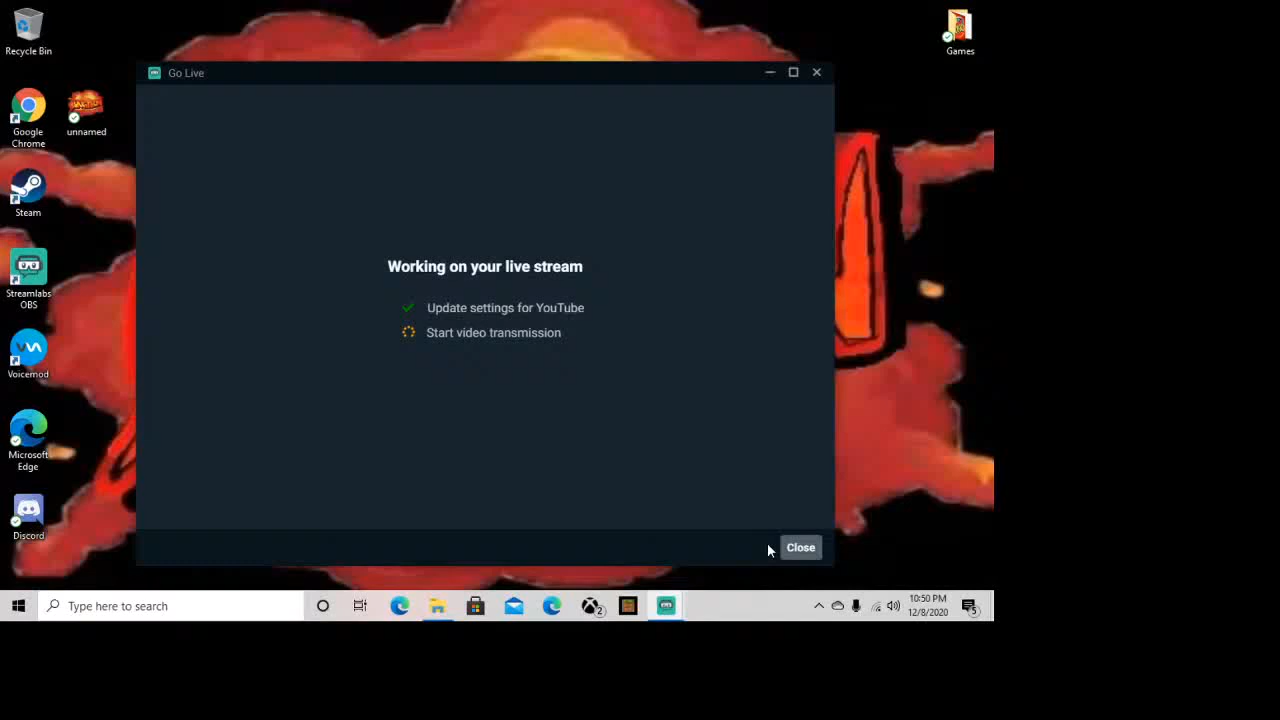 Recycle Bin
Games
Go Live
Google
Chrome
unnamed
Steam
Streamlabs
OBS
Voicemod
Microsoft
Edge
Discord
Working on your live stream
Update settings for YouTube
Start video transmission
Close
Type here to search
2
10:50 PM
12/8/2020
5